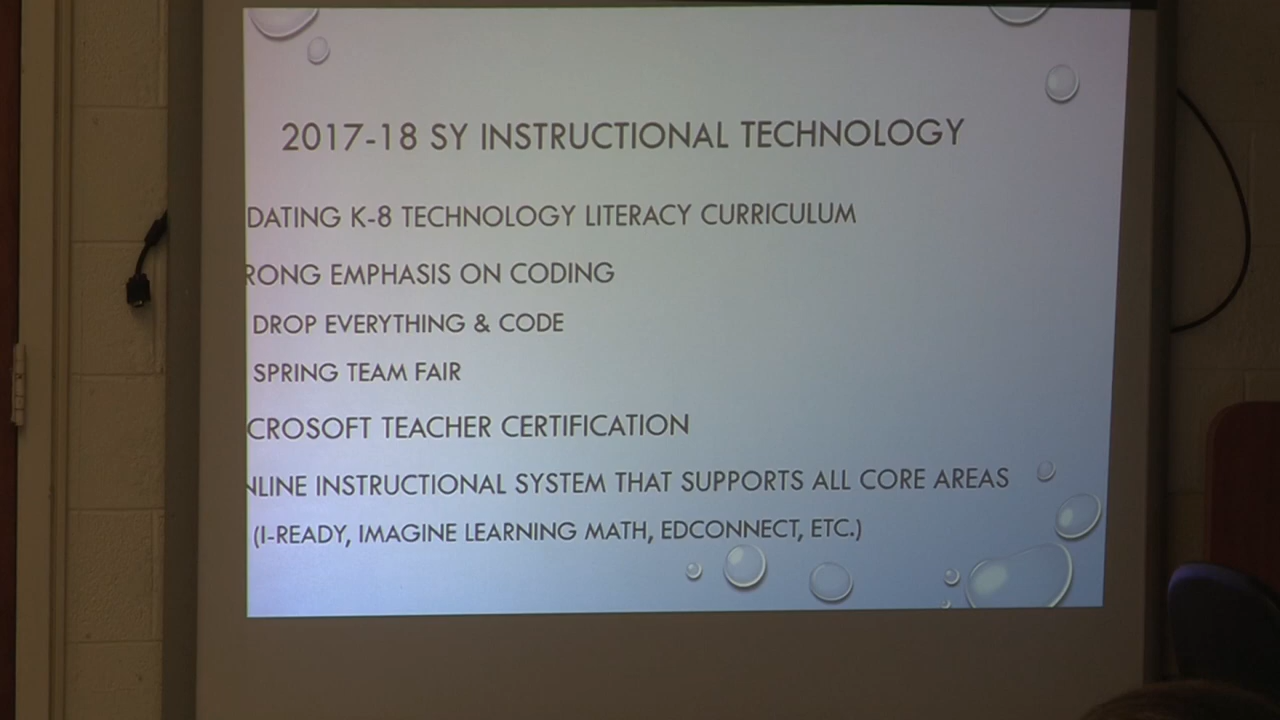 2017-18 SY INSTRUCTIONAL TECHNOLOGY
DATING K-8 TECHNOLOGY LITERACY CURRICULUM
RONG EMPHASIS ON CODING
DROP EVERYTHING & CODE
SPRING TEAM FAIR
CROSOFT TEACHER CERTIFICATION
NLINE INSTRUCTIONAL SYSTEM THAT SUPPORTS ALL CORE AREAS
(I-READY, IMAGINE LEARNING MATH, EDCONNECT, ETC.)